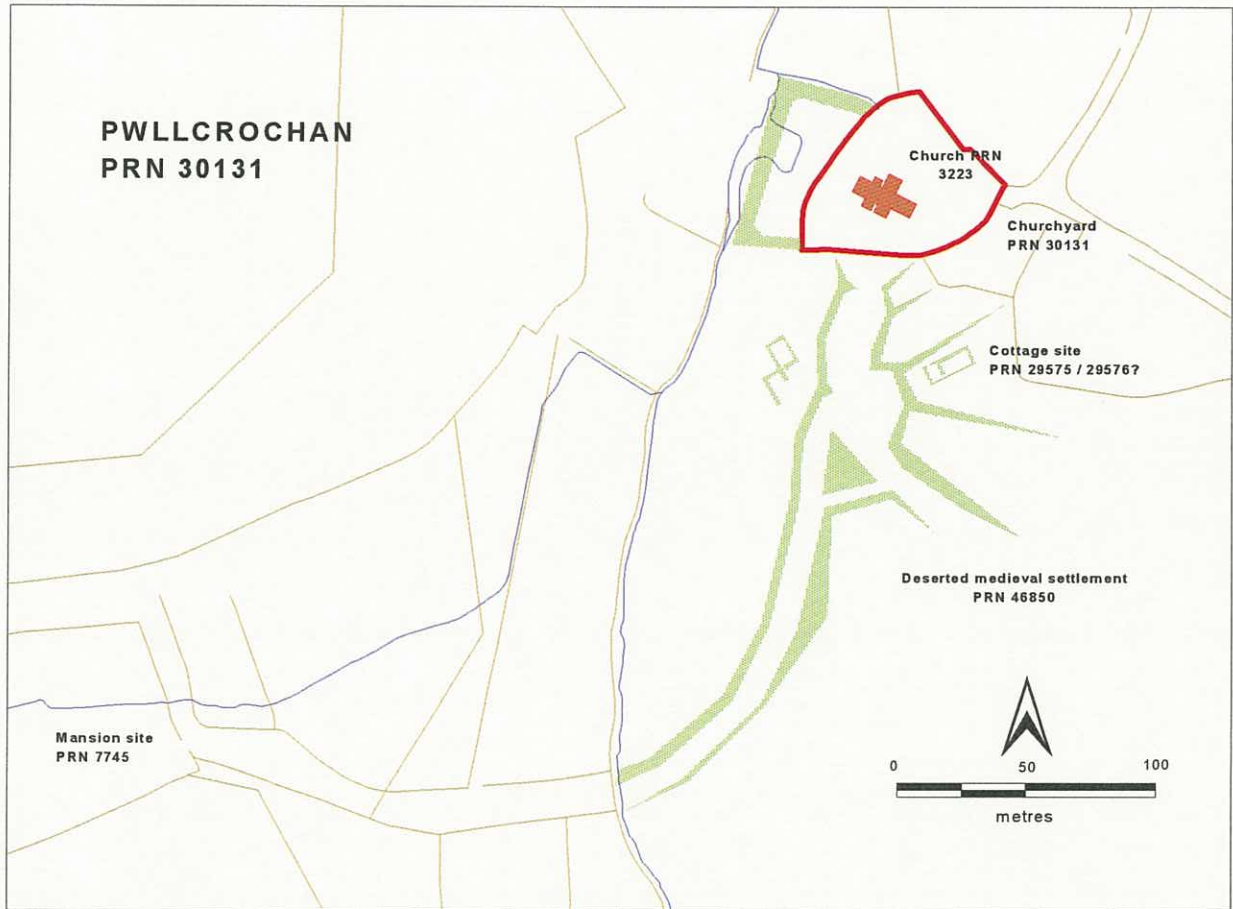 PWLLCROCHAN
PRN 30131
Church PRN
3223
Churchyard
PRN 30131
Cottage site
PRN 29575 / 29576?
Deserted medieval settlement
PRN 46850
Mansion site
PRN 7745
0 50 100
metres